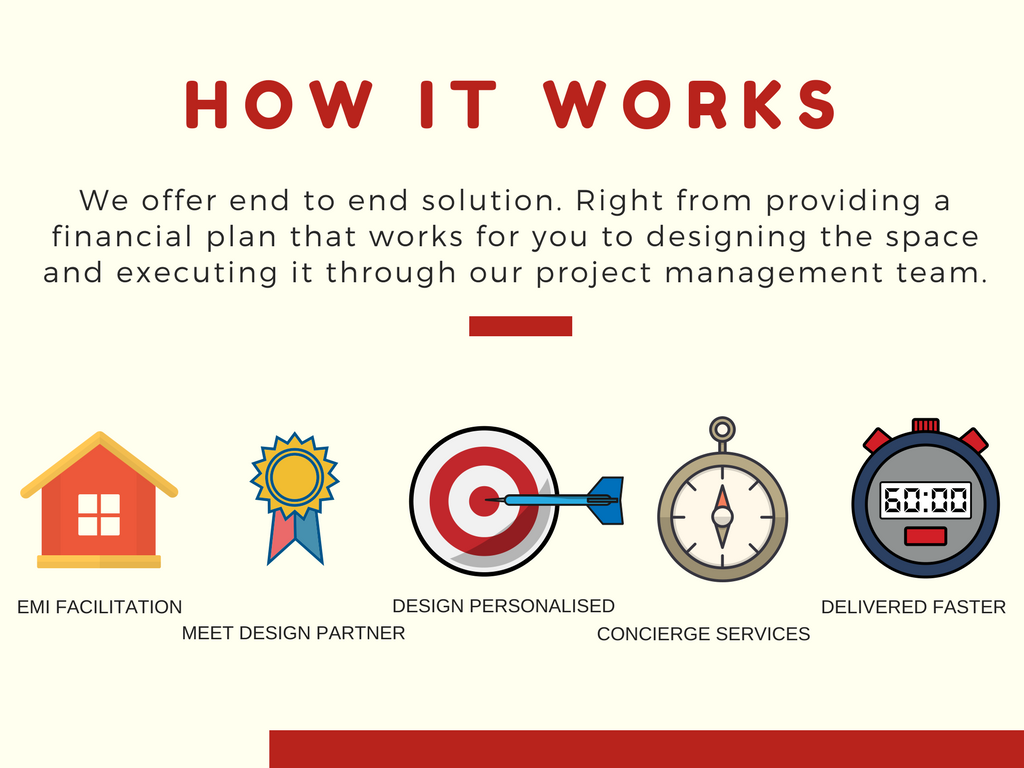 HOW IT WORKS
We offer end to end solution. Right from providing a
financial plan that works for you to designing the space
and executing it through our project management team.
60:00
EMI FACILITATION
MEET DESIGN PARTNER
DESIGN PERSONALISED
CONCIERGE SERVICES
DELIVERED FASTER